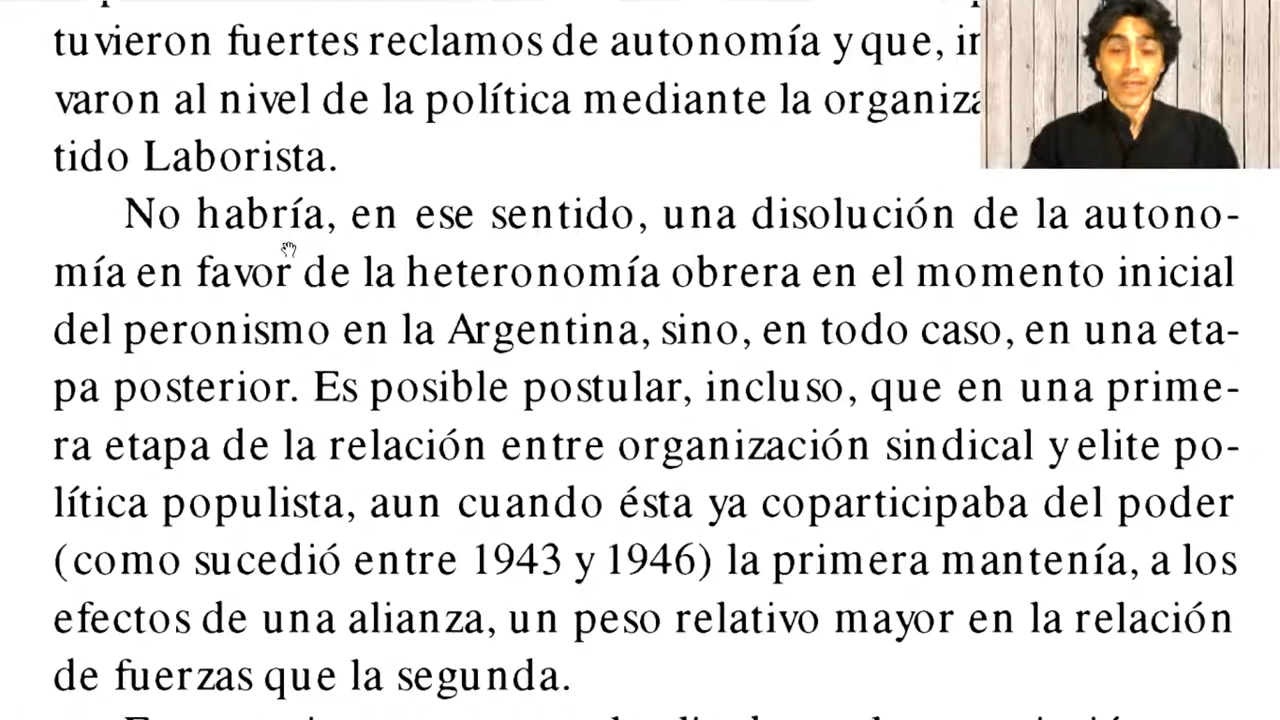 tuvieron fuertes reclamos de autonomía y que,
varon al nivel de la política mediante la
tido Laborista.
No habría, en ese sentido, una disolución de la autono-
mía en favor de la heteronomía obrera en el momento inicial
del peronismo en la Argentina, sino, en todo caso, en una eta-
pa posterior. Es posible postular, incluso, que en una prime-
ra etapa de la relación entre organización sindical y elite po-
lítica populista, aun cuando ésta ya coparticipaba del poder
(como sucedió entre 1943 y 1946) la primera mantenía, a los
efectos de una alianza, un peso relativo mayor en la relación
de fuerzas que la segunda.